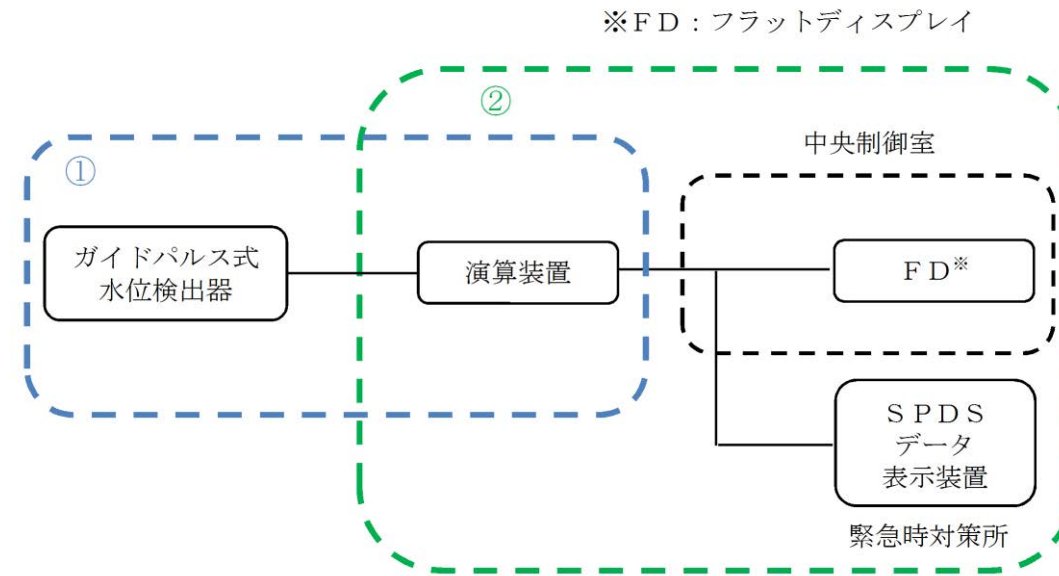 ※ＦＤ：フラットディスプレイ
②
①
中央制御室
ガイドパルス式
水位検出器
演算装置
ＦＤ※
ＳＰＤＳ
データ
表示装置
緊急時対策所